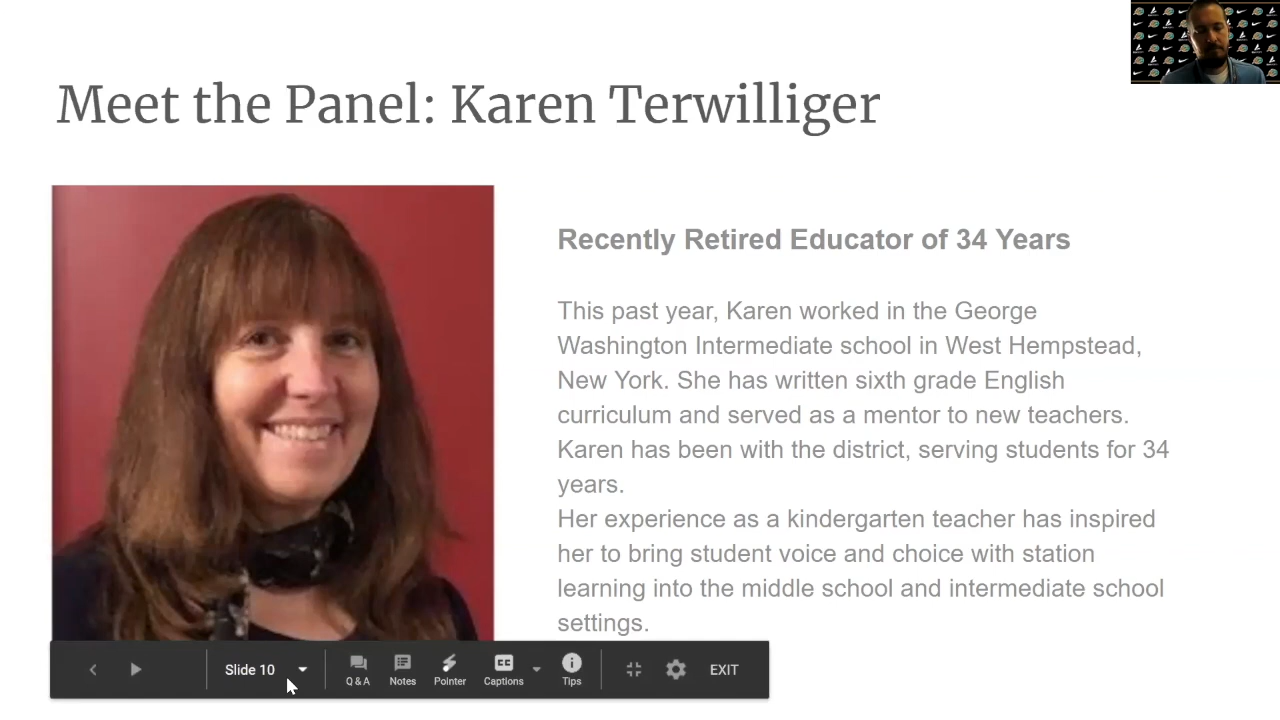 Meet the Panel: Karen Terwilliger
Recently Retired Educator of 34 Years
This past year, Karen worked in the George
Washington Intermediate school in West Hempstead,
New York. She has written sixth grade English
curriculum and served as a mentor to new teachers.
Karen has been with the district, serving students for 34
years.
Her experience as a kindergarten teacher has inspired
her to bring student voice and choice with station
learning into the middle school and intermediate school
settings.
Slide 10
Q & A
Notes
Pointer
CC
Captions
Tips
EXIT